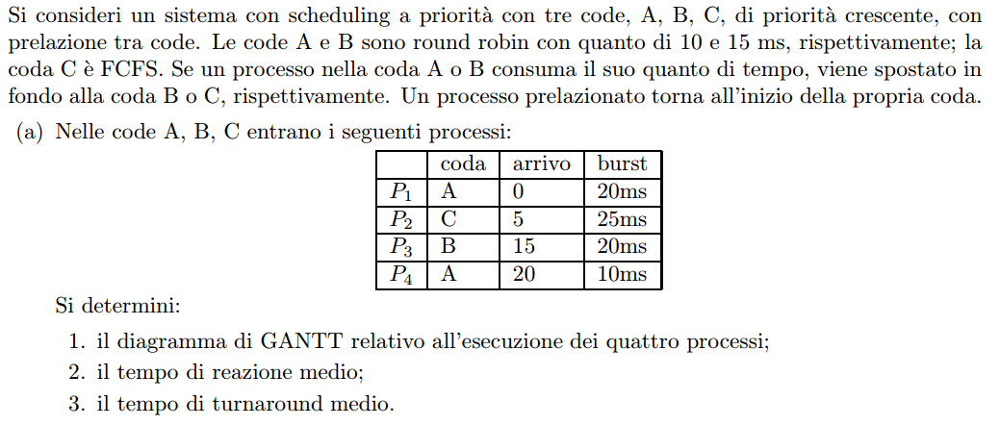 Si consideri un sistema con scheduling a priorità con tre code, A, B, C, di priorità crescente, con
prelazione tra code. Le code A e B sono round robin con quanto di 10 e 15 ms, rispettivamente; la
coda C è FCFS. Se un processo nella coda A o B consuma il suo quanto di tempo, viene spostato in
fondo alla coda B o C, rispettivamente. Un processo prelazionato torna all'inizio della propria coda.
(a) Nelle code A, B, C entrano i seguenti processi:
coda arrivo burst
P1 A 0 20ms
P2 C 5 25ms
P3 B 15 20ms
P4 A 20 10ms
Si determini:
1. il diagramma di GANTT relativo all'esecuzione dei quattro processi;
2. il tempo di reazione medio;
3. il tempo di turnaround medio.